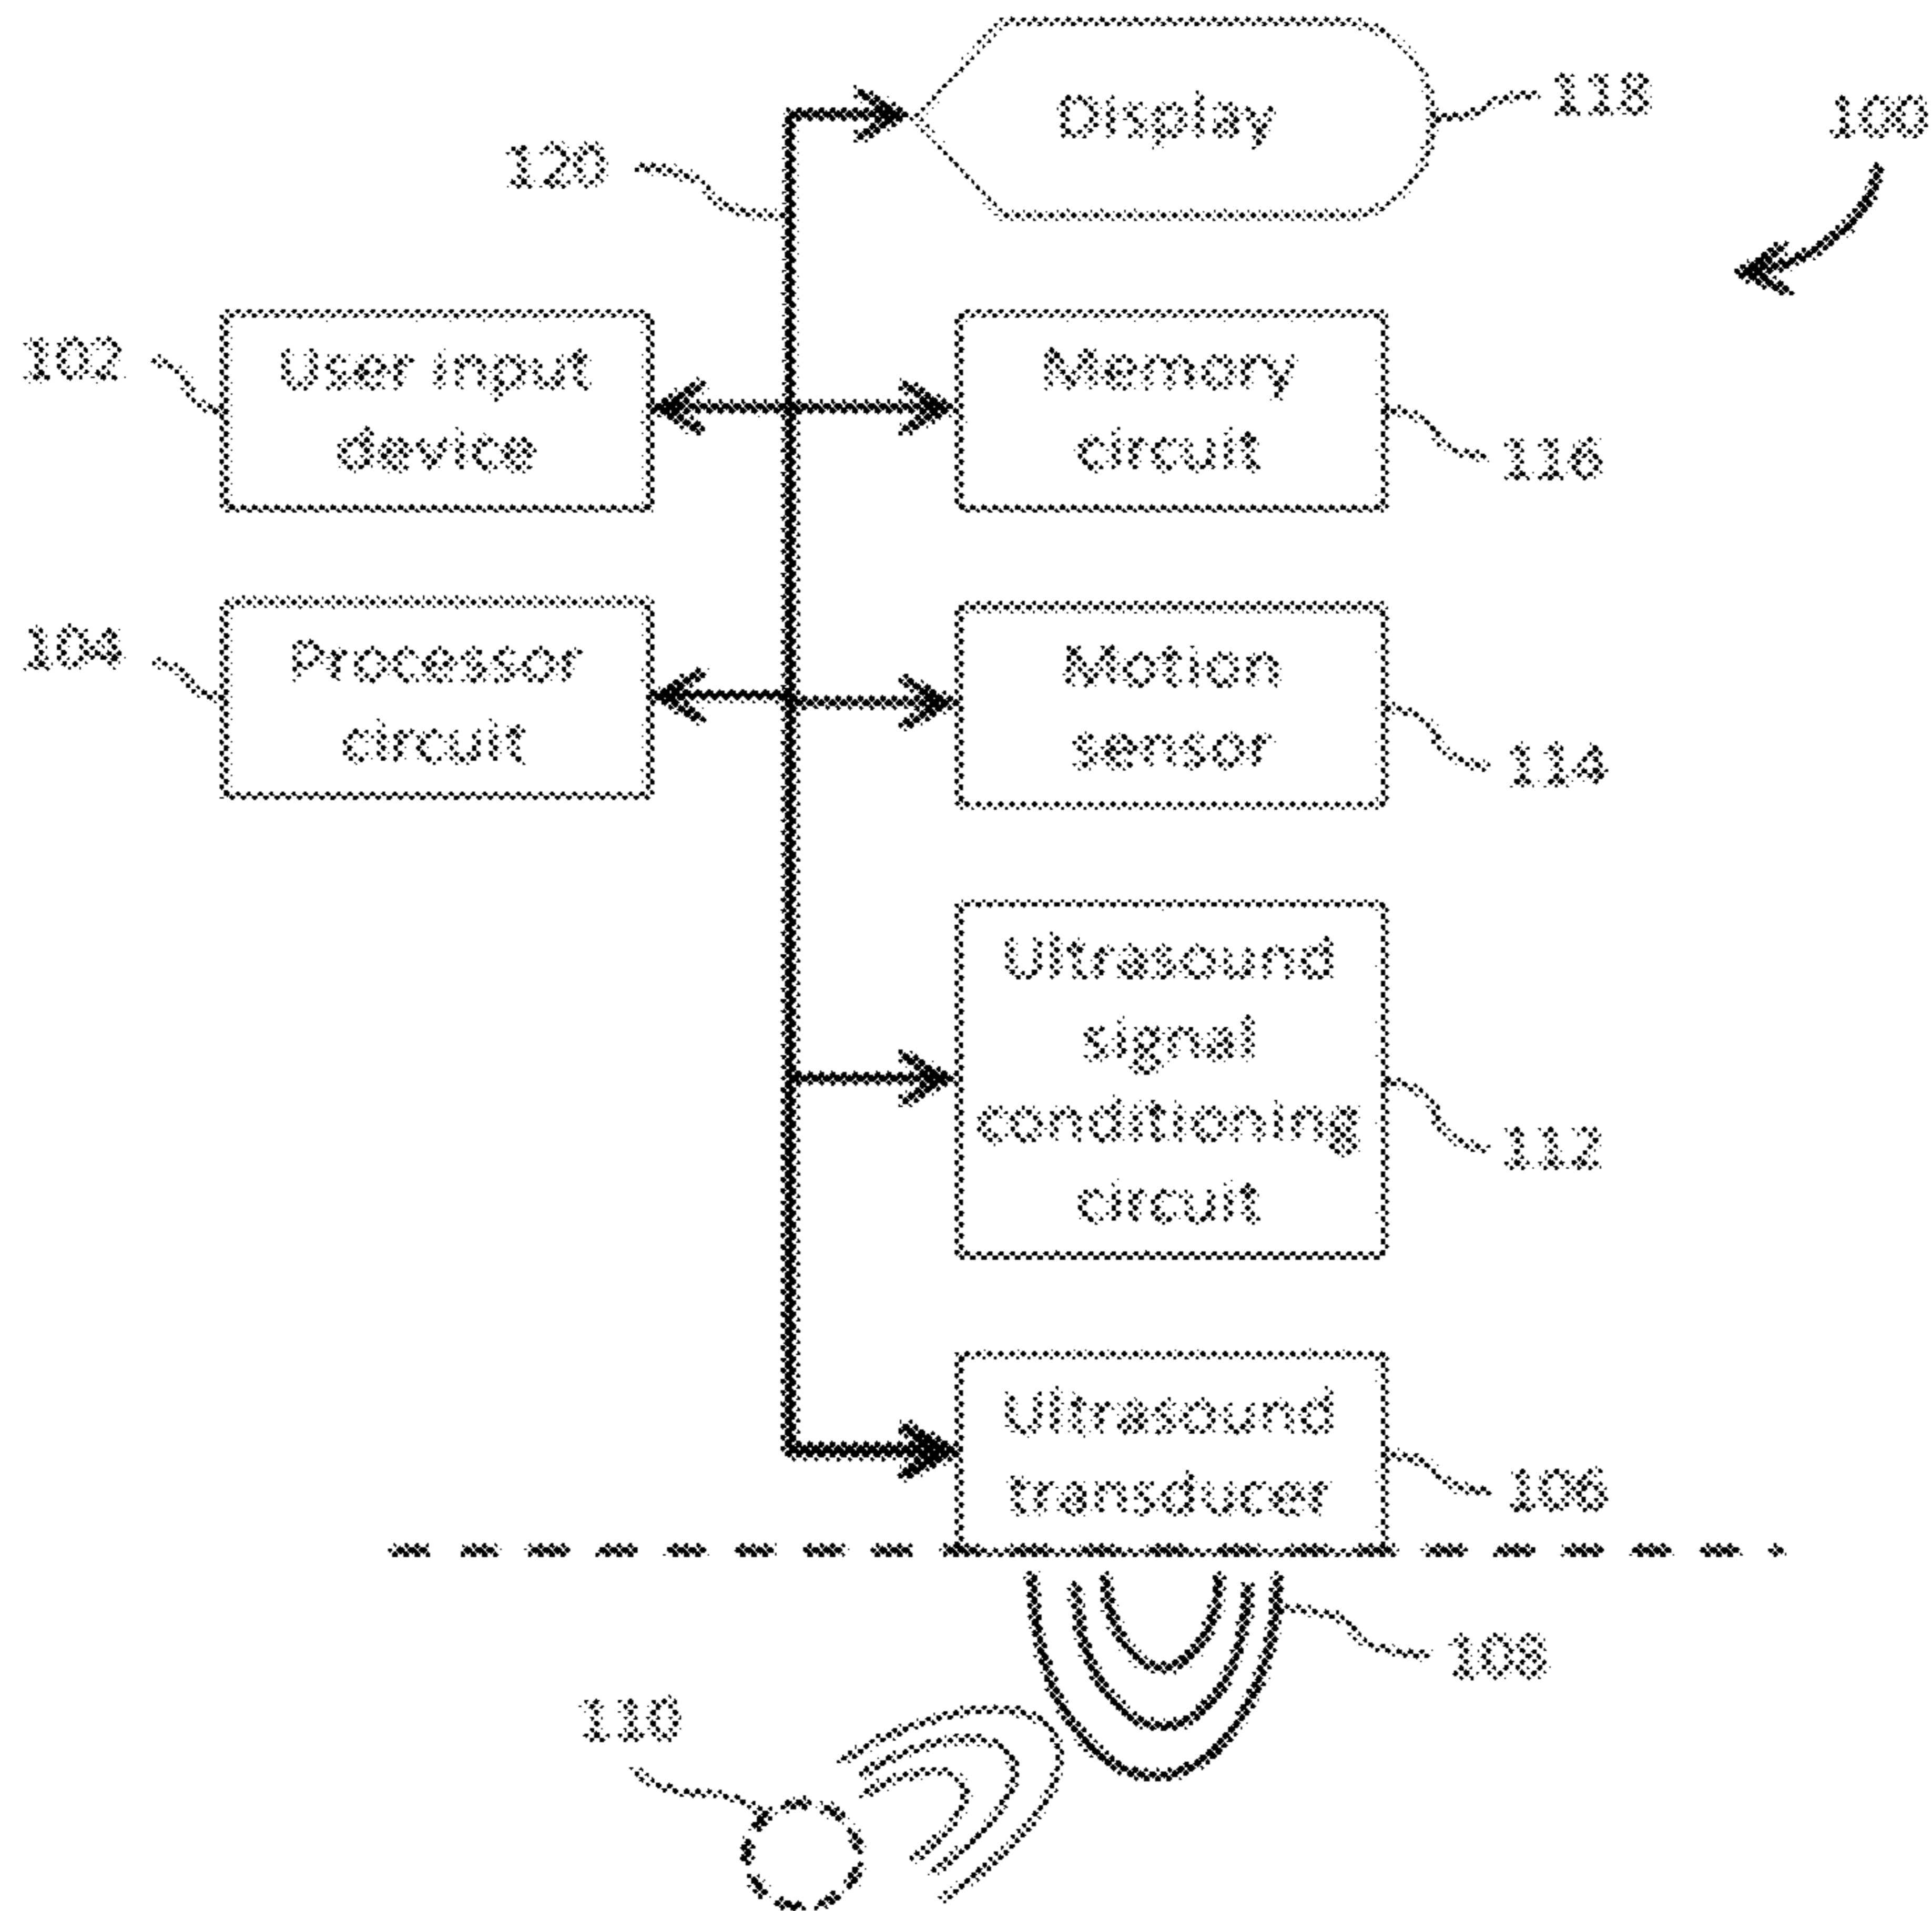 Display
118
100
120
102
User input
device
Memory
circuit
116
104
Processor
circuit
Motion
sensor
114
Ultrasound
signal
conditioning
circuit
112
Ultrasound
transducer
106
108
110